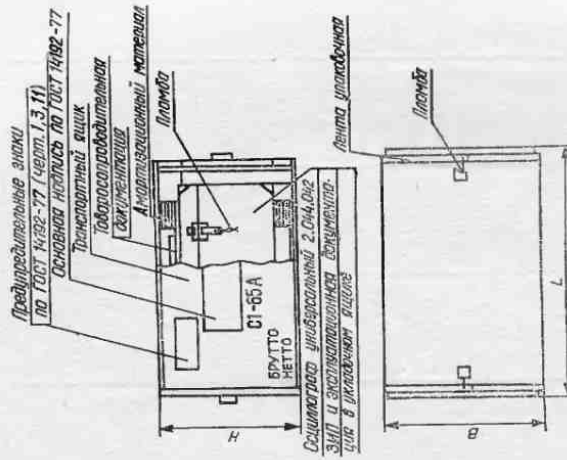 Предупредительные знаки
по ГОСТ 14192-77 (черт. 1,3,11)
Основная надпись по ГОСТ 14192-77
Транспортный ящик
Товаросопроводительная
документация
Амортизационный материал
Пломба
С1-65А
БРУТТО
НЕТТО
H
Осциллограф универсальный 2.044.042
ЗИП и эксплуатационная документа-
ция в укладочном ящике
Лента упаковочная
Пломба
B
L